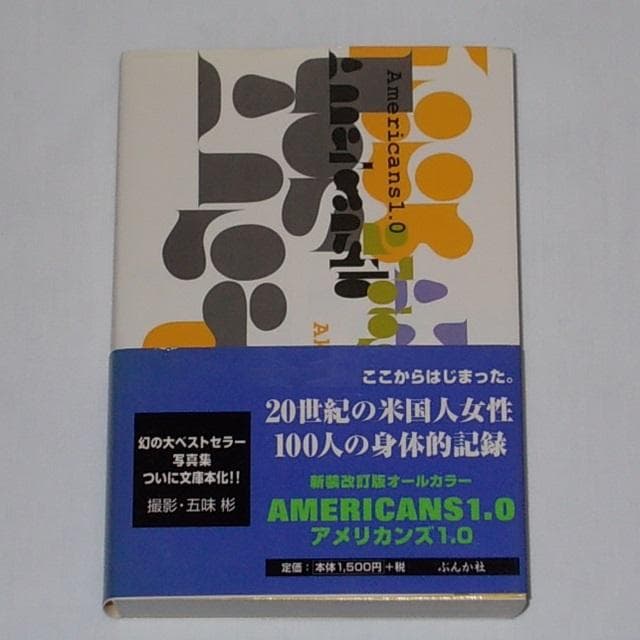 Americans1.0
ここからはじまった。
20世紀の米国人女性
100人の身体的記録
幻の大ベストセラー
写真集
ついに文庫本化!!
撮影・五味 彬
新装改訂版オールカラー
AMERICANS1.0
アメリカンズ1.0
定価:本体1,500円+税
ぶんか社